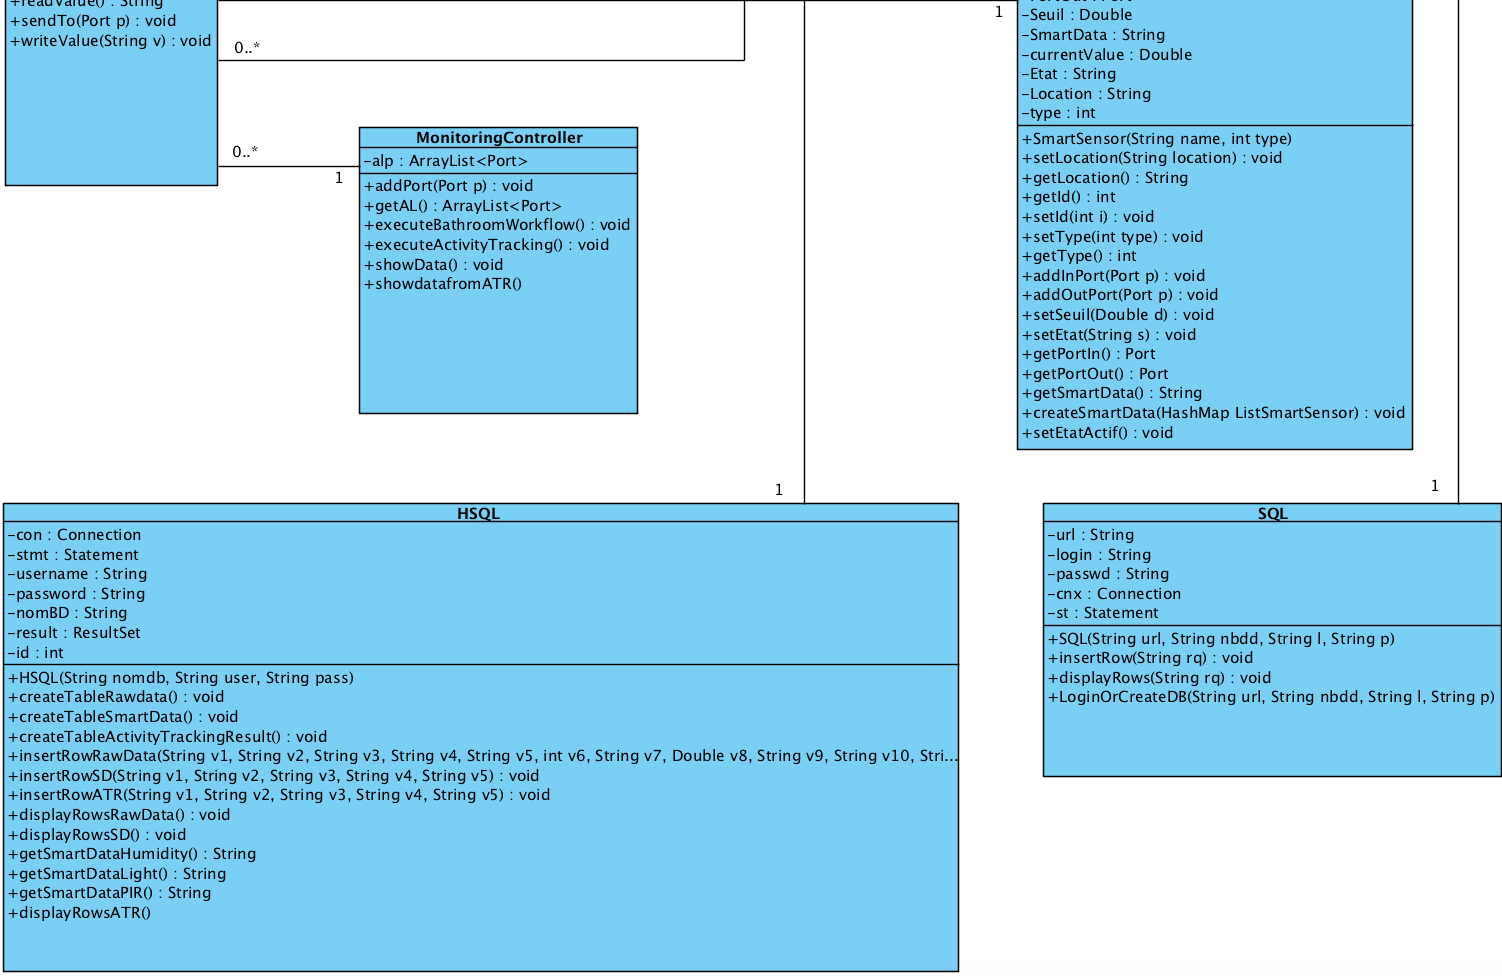 +readValue() : String
+sendTo(Port p) : void
+writeValue(String v) : void
0..*
0..*
1
MonitoringController
-alp : ArrayList<Port>
+addPort(Port p) : void
+getAL() : ArrayList<Port>
+executeBathroomWorkflow() : void
+executeActivityTracking() : void
+showData() : void
+showdatafromATR()
1
-Seuil : Double
-SmartData : String
-currentValue : Double
-Etat : String
-Location : String
-type : int
+SmartSensor(String name, int type)
+setLocation(String location) : void
+getLocation() : String
+getId() : int
+setId(int i) : void
+setType(int type) : void
+getType() : int
+addInPort(Port p) : void
+addOutPort(Port p) : void
+setSeuil(Double d) : void
+setEtat(String s) : void
+getPortIn() : Port
+getPortOut() : Port
+getSmartData() : String
+createSmartData(HashMap ListSmartSensor) : void
+setEtatActif() : void
1
HSQL
-con : Connection
-stmt : Statement
-username : String
-password : String
-nomBD : String
-result : ResultSet
-id : int
+HSQL(String nomdb, String user, String pass)
+createTableRawdata() : void
+createTableSmartData() : void
+createTableActivityTrackingResult() : void
+insertRowRawData(String v1, String v2, String v3, String v4, String v5, int v6, String v7, Double v8, String v9, String v10, Stri...
+insertRowSD(String v1, String v2, String v3, String v4, String v5) : void
+insertRowATR(String v1, String v2, String v3, String v4, String v5) : void
+displayRowsRawData() : void
+displayRowsSD() : void
+getSmartDataHumidity() : String
+getSmartDataLight() : String
+getSmartDataPIR() : String
+displayRowsATR()
1
SQL
-url : String
-login : String
-passwd : String
-cnx : Connection
-st : Statement
+SQL(String url, String nbdd, String l, String p)
+insertRow(String rq) : void
+displayRows(String rq) : void
+LoginOrCreateDB(String url, String nbdd, String l, String p)